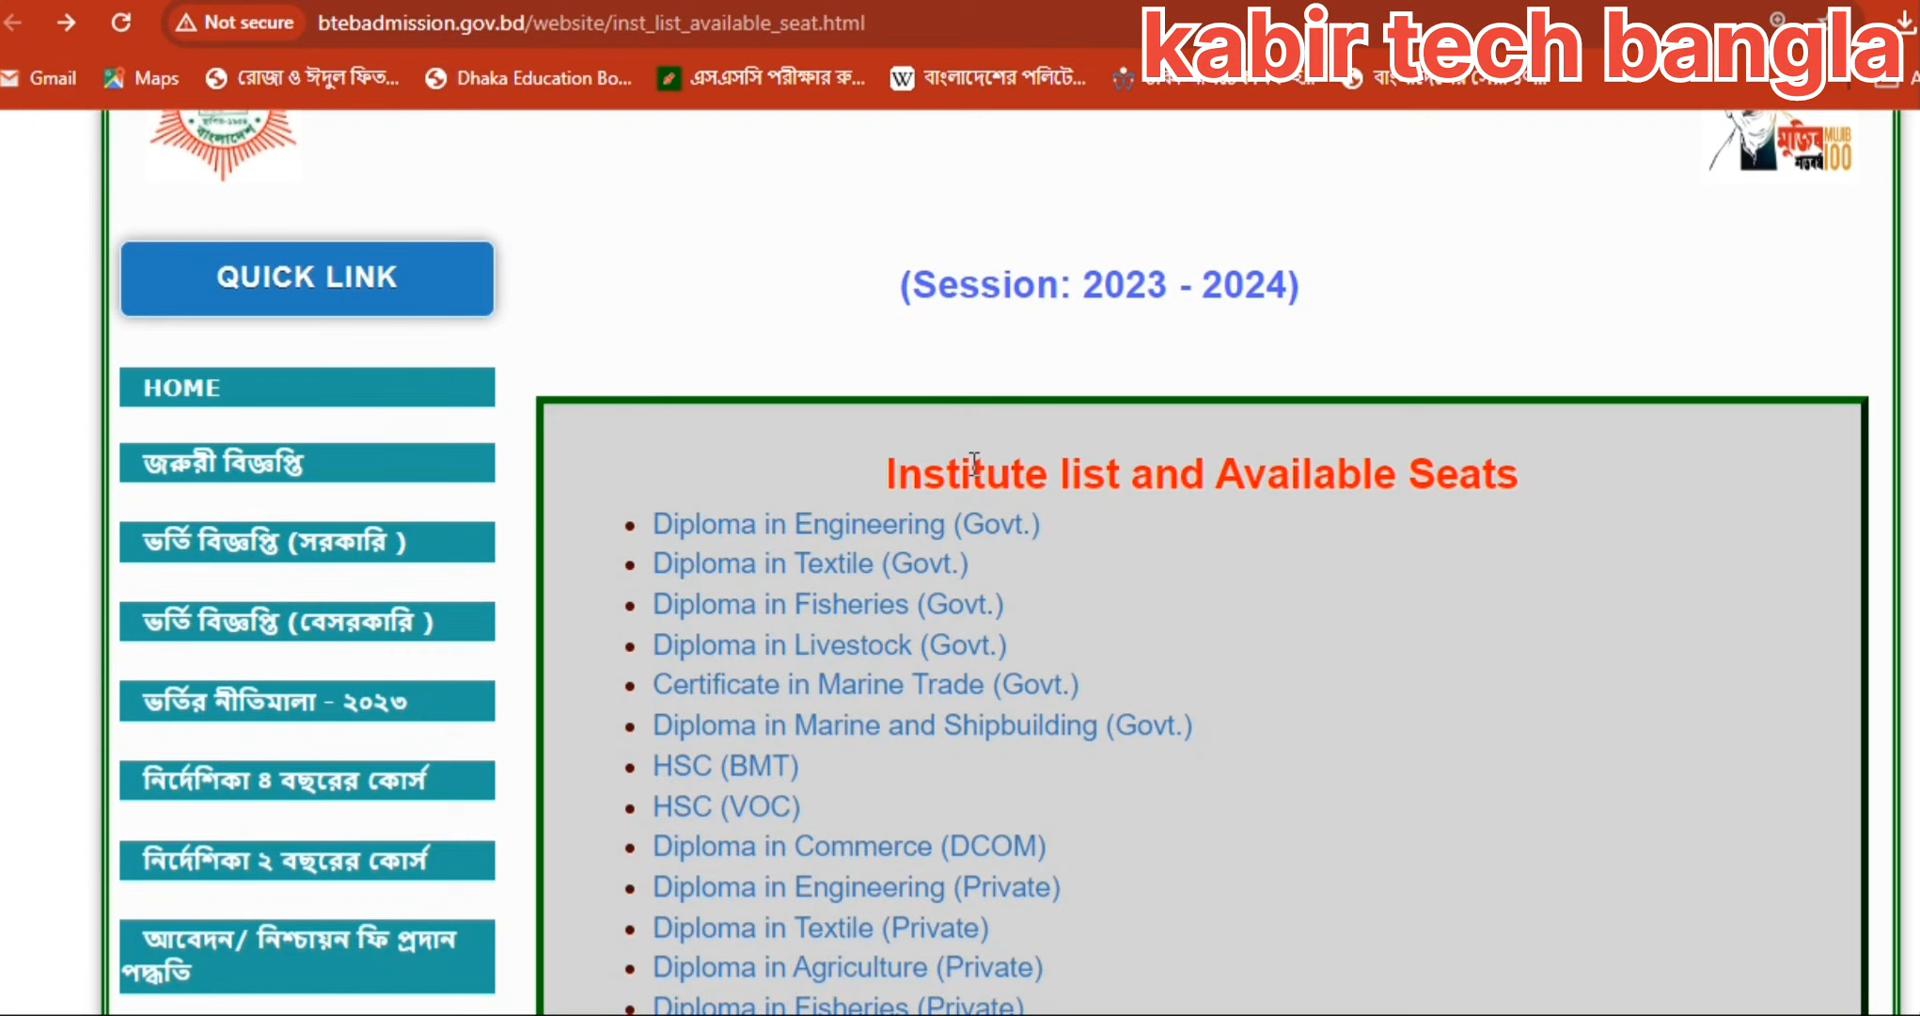 Not secure btebadmission.gov.bd/website/inst_list_available_seat.html
kabir tech bangla
Gmail Maps রোজা ও ঈদুল ফিত... Dhaka Education Bo... এসএসসি পরীক্ষার রু... বাংলাদেশের পলিটে...
বাংলাদেশ
মুজিব শতবর্ষ MUJIB 100
QUICK LINK
(Session: 2023 - 2024)
HOME
জরুরী বিজ্ঞপ্তি
ভর্তি বিজ্ঞপ্তি (সরকারি )
ভর্তি বিজ্ঞপ্তি (বেসরকারি )
ভর্তির নীতিমালা - ২০২৩
নির্দেশিকা ৪ বছরের কোর্স
নির্দেশিকা ২ বছরের কোর্স
আবেদন/ নিশ্চায়ন ফি প্রদান
পদ্ধতি
Institute list and Available Seats
Diploma in Engineering (Govt.)
Diploma in Textile (Govt.)
Diploma in Fisheries (Govt.)
Diploma in Livestock (Govt.)
Certificate in Marine Trade (Govt.)
Diploma in Marine and Shipbuilding (Govt.)
HSC (BMT)
HSC (VOC)
Diploma in Commerce (DCOM)
Diploma in Engineering (Private)
Diploma in Textile (Private)
Diploma in Agriculture (Private)
Diploma in Fisheries (Private)